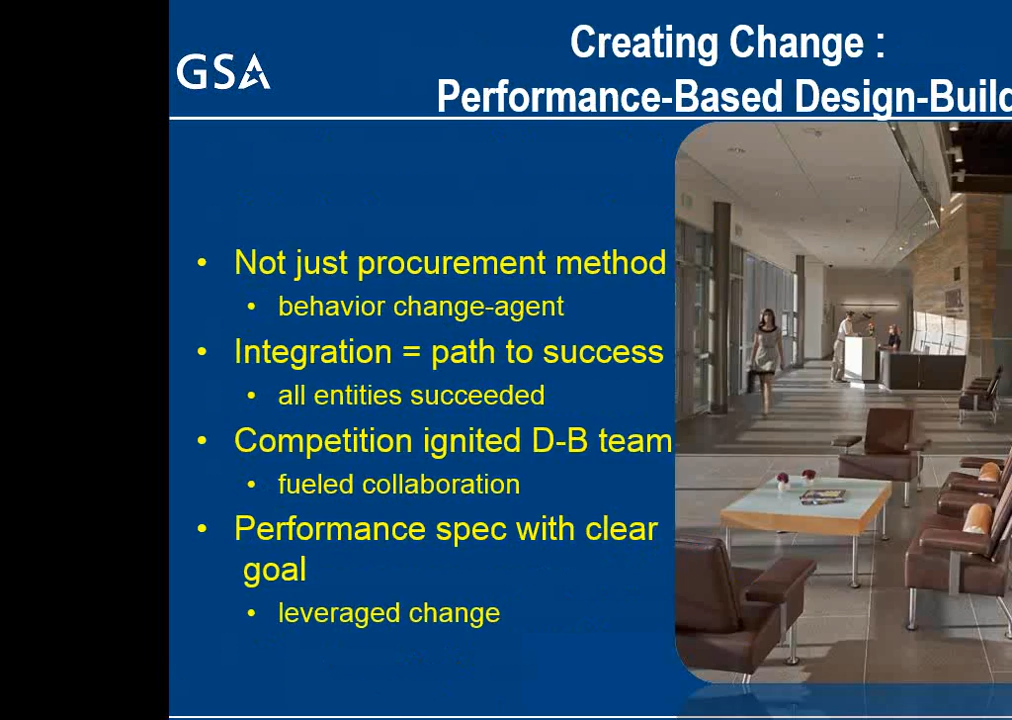 GSA
Creating Change :
Performance-Based Design-Build
• Not just procurement method
• behavior change-agent
• Integration = path to success
• all entities succeeded
• Competition ignited D-B team
• fueled collaboration
• Performance spec with clear
goal
• leveraged change